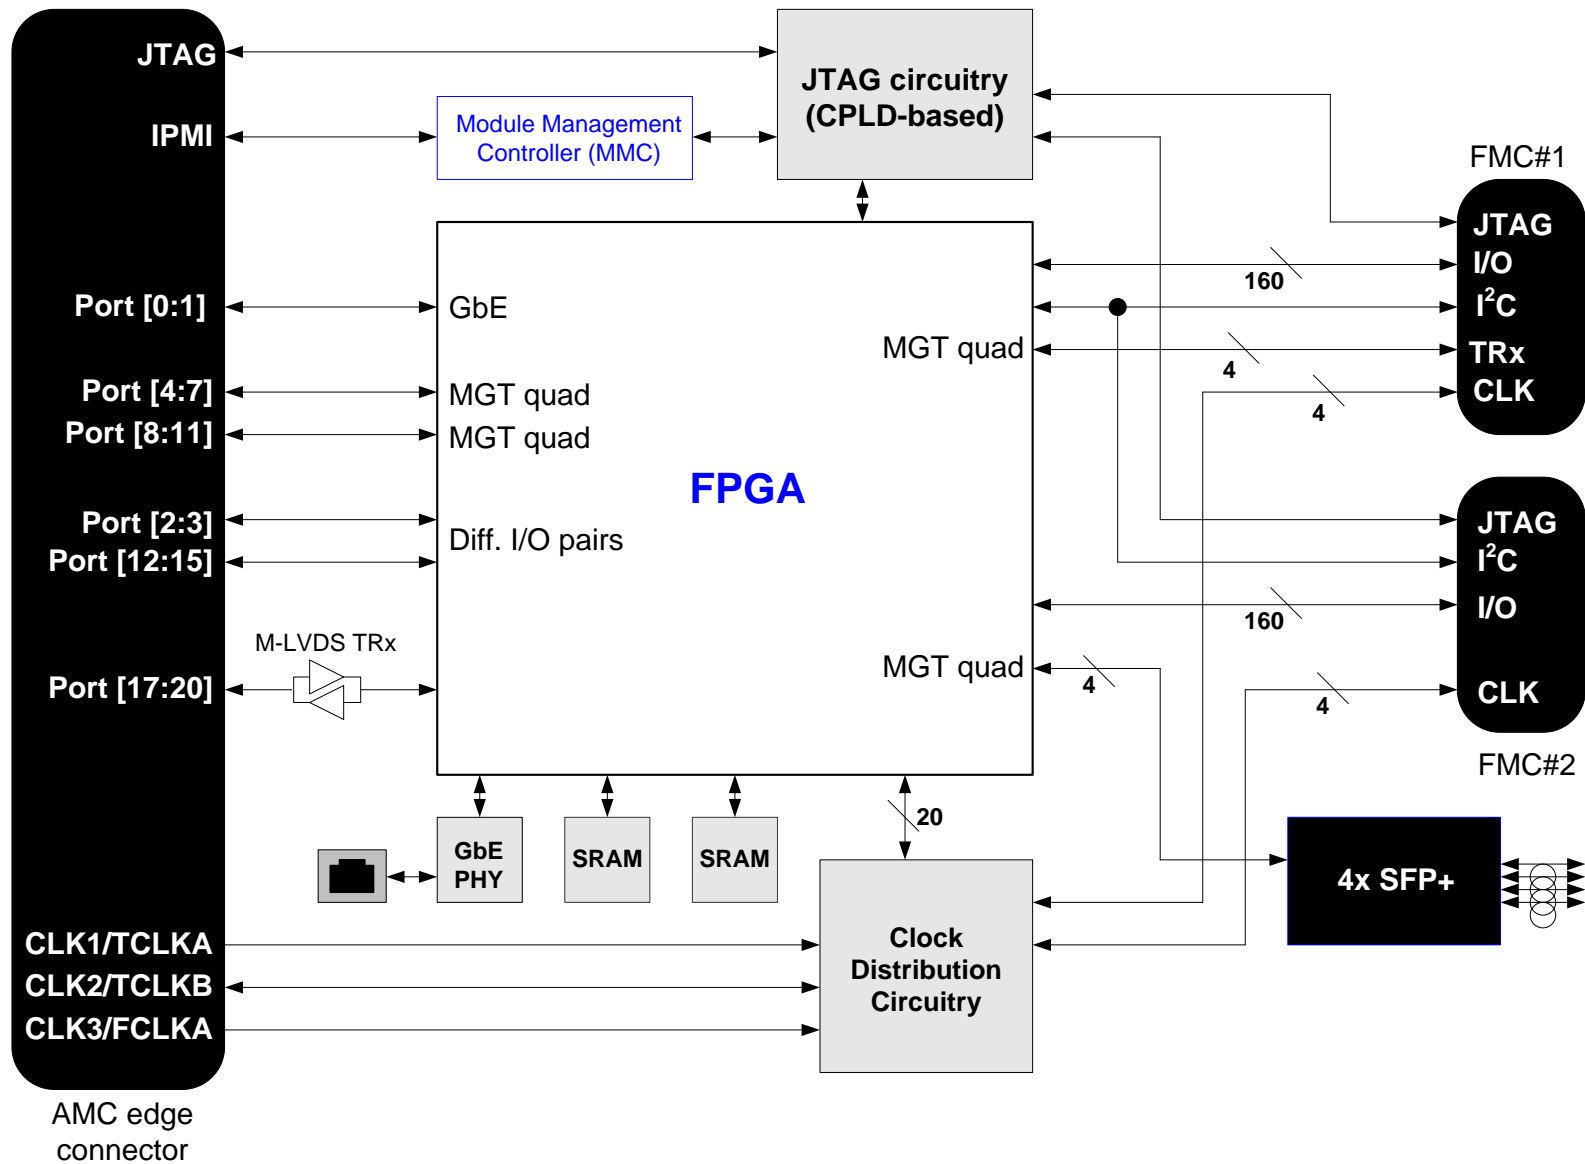 JTAG
IPMI
Port [0:1]
Port [4:7]
Port [8:11]
Port [2:3]
Port [12:15]
Port [17:20]
CLK1/TCLKA
CLK2/TCLKB
CLK3/FCLKA
AMC edge
connector
Module Management
Controller (MMC)
JTAG circuitry
(CPLD-based)
M-LVDS TRx
GbE
MGT quad
MGT quad
Diff. I/O pairs
FPGA
MGT quad
MGT quad
GbE
PHY
SRAM
SRAM
20
Clock
Distribution
Circuitry
160
4
4
160
4
4
FMC#1
JTAG
I/O
I²C
TRx
CLK
JTAG
I²C
I/O
CLK
FMC#2
4x SFP+